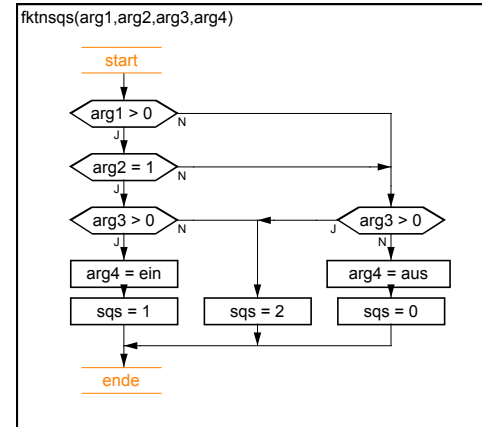 fktnsqs(arg1,arg2,arg3,arg4)
start
arg1 > 0
N
J
arg2 = 1
N
J
arg3 > 0
N
J
arg3 > 0
J
N
arg4 = ein
arg4 = aus
sqs = 1
sqs = 2
sqs = 0
ende